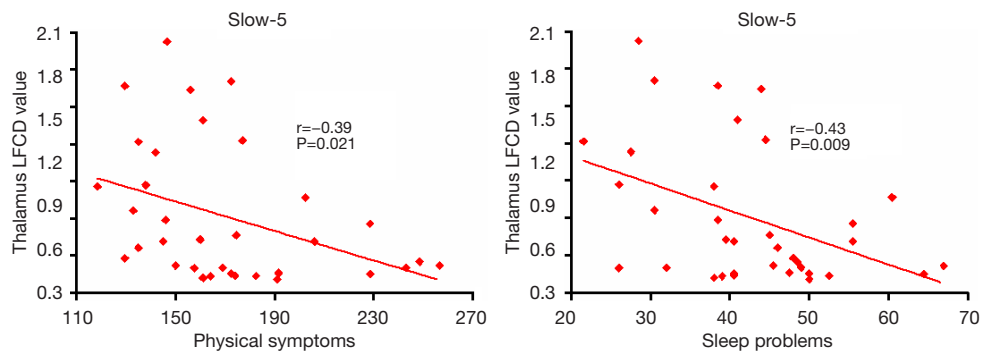 Slow-5
2.1
1.8
1.5
1.2
0.9
0.6
0.3
Thalamus LFCD value
r=−0.39
P=0.021
110 150 190 230 270
Physical symptoms
Slow-5
2.1
1.8
1.5
1.2
0.9
0.6
0.3
Thalamus LFCD value
r=−0.43
P=0.009
20 30 40 50 60 70
Sleep problems